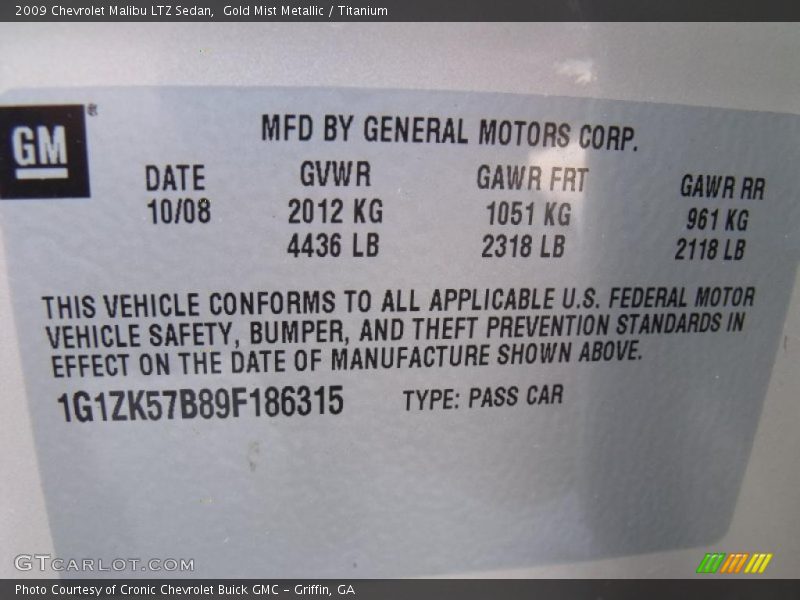 2009 Chevrolet Malibu LTZ Sedan,  Gold Mist Metallic / Titanium
GM ®
MFD BY GENERAL MOTORS CORP.
DATE GVWR GAWR FRT GAWR RR
10/08 2012 KG 1051 KG 961 KG
4436 LB 2318 LB 2118 LB
THIS VEHICLE CONFORMS TO ALL APPLICABLE U.S. FEDERAL MOTOR
VEHICLE SAFETY, BUMPER, AND THEFT PREVENTION STANDARDS IN
EFFECT ON THE DATE OF MANUFACTURE SHOWN ABOVE.
1G1ZK57B89F186315 TYPE: PASS CAR
GTCARLOT.COM
Photo Courtesy of Cronic Chevrolet Buick GMC – Griffin, GA